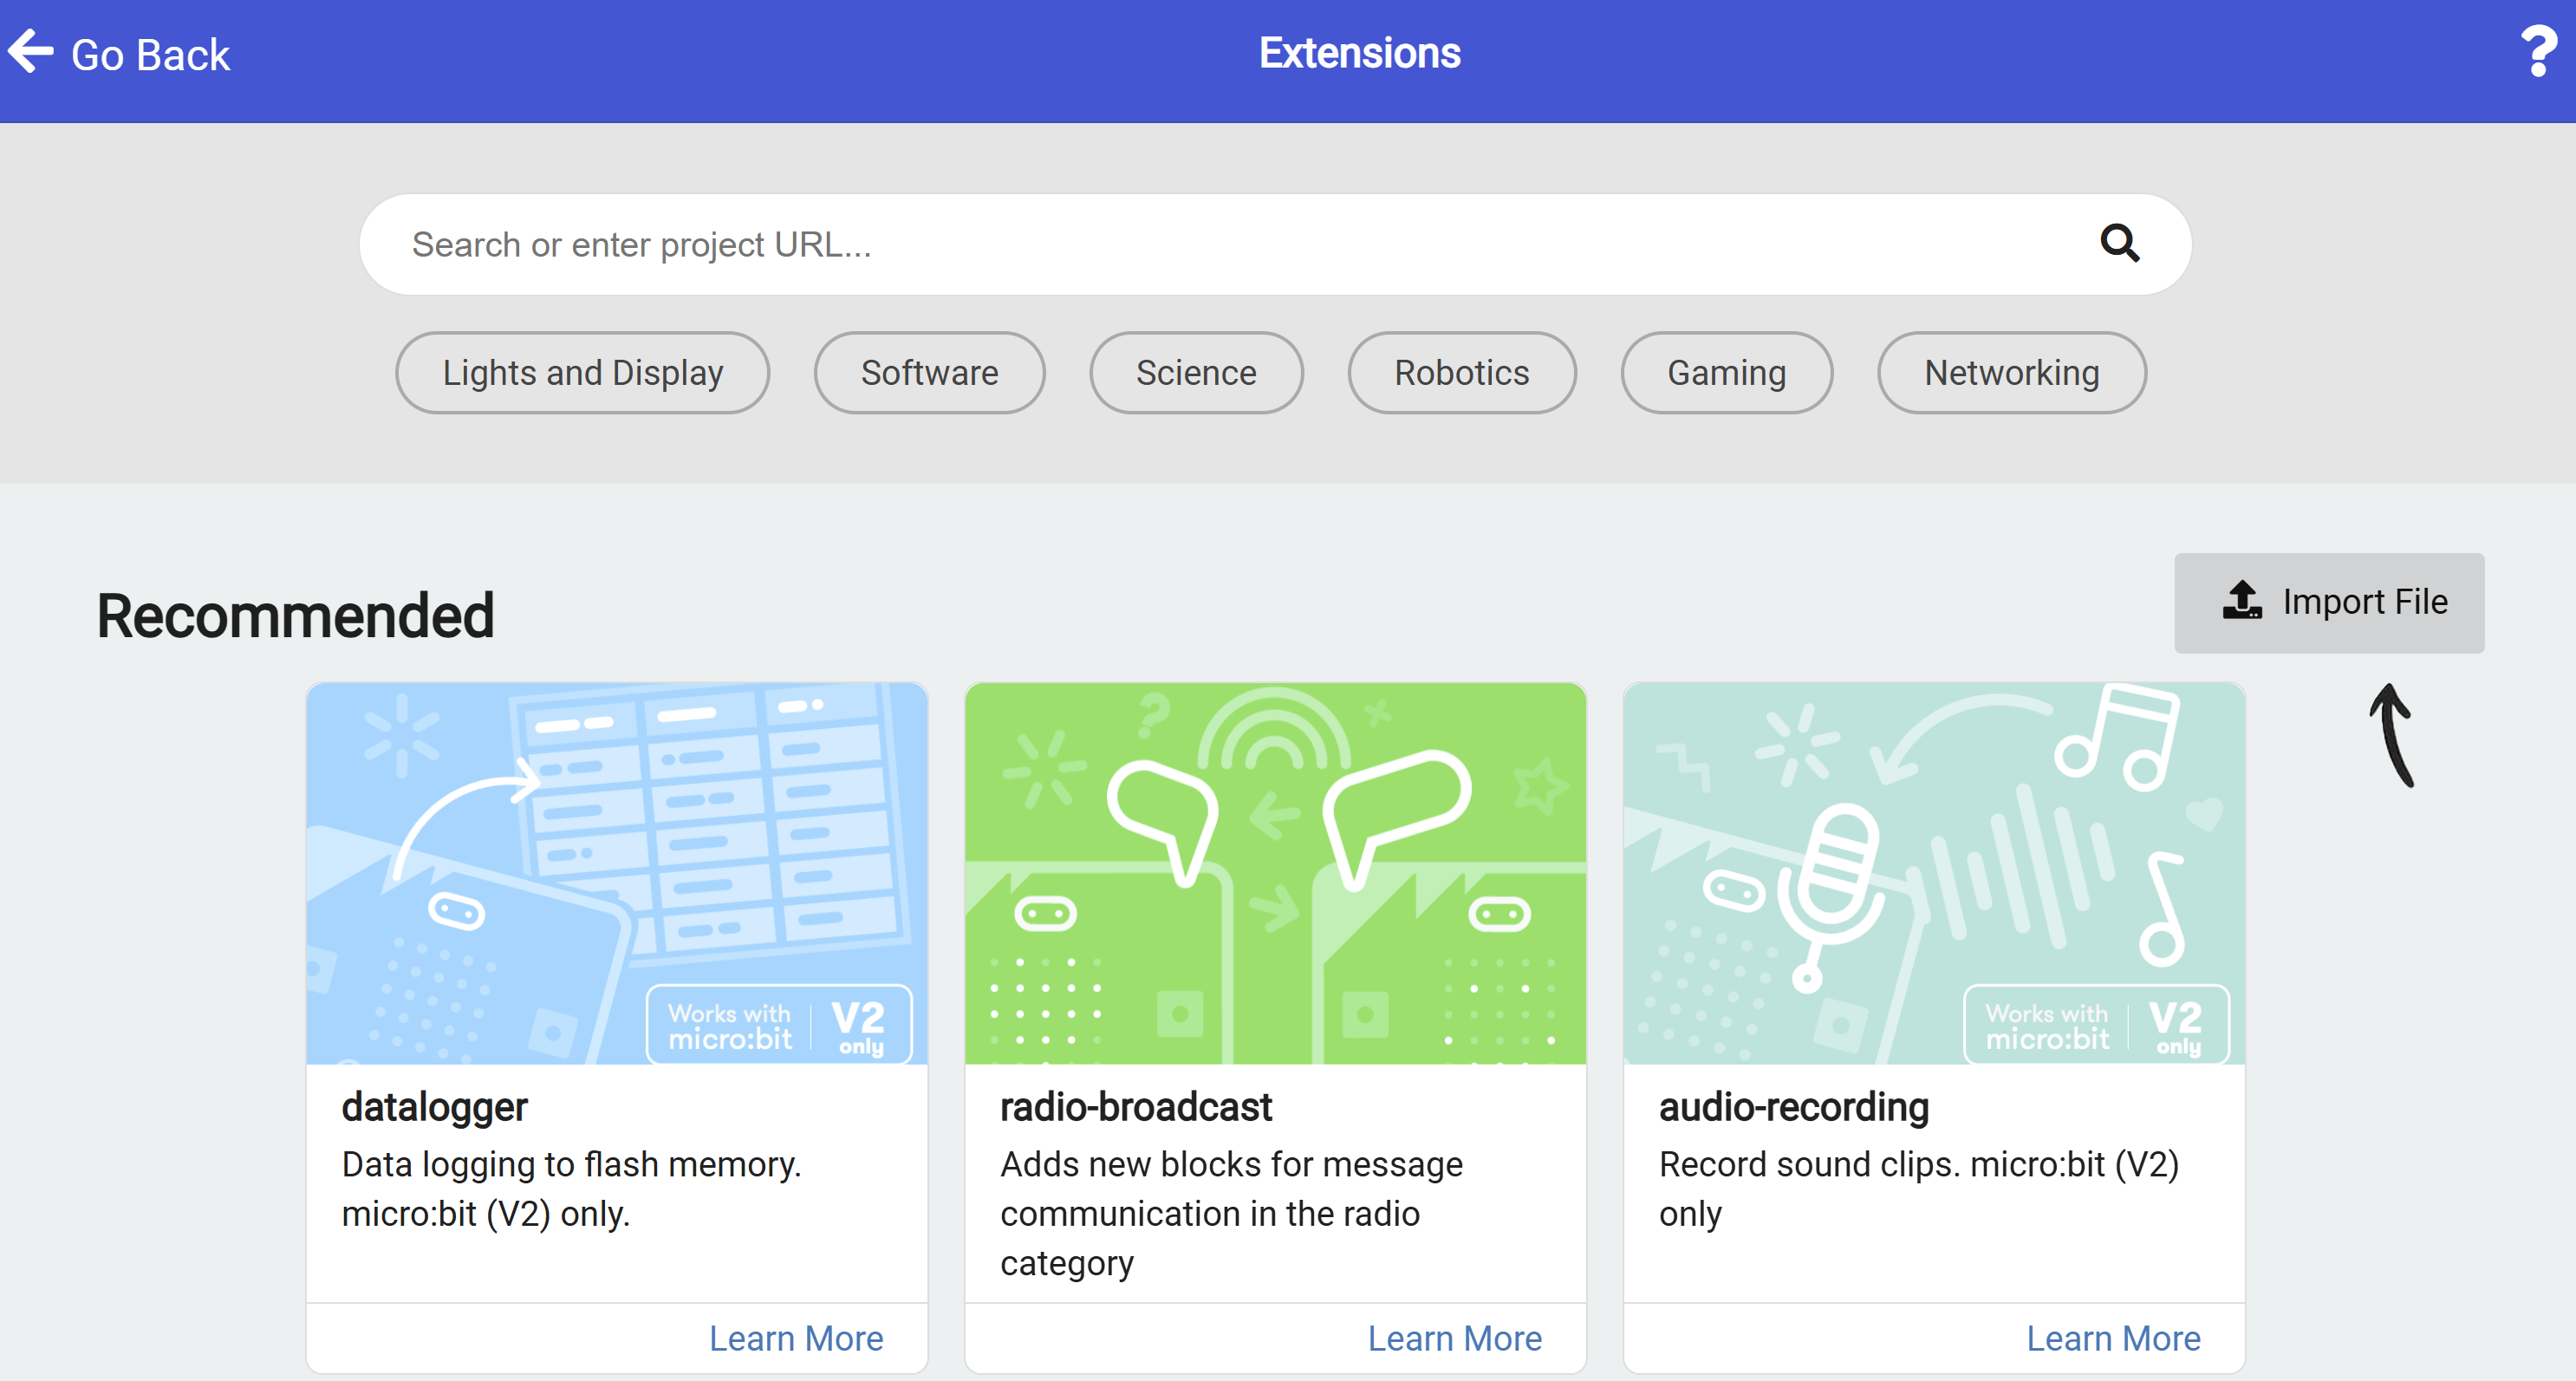 Go Back
Extensions
?
Search or enter project URL...
Lights and Display
Software
Science
Robotics
Gaming
Networking
Recommended
Import File
Works with
micro:bit
V2
only
Works with
micro:bit
V2
only
datalogger
Data logging to flash memory.
micro:bit (V2) only.
Learn More
radio-broadcast
Adds new blocks for message
communication in the radio
category
Learn More
audio-recording
Record sound clips. micro:bit (V2)
only
Learn More